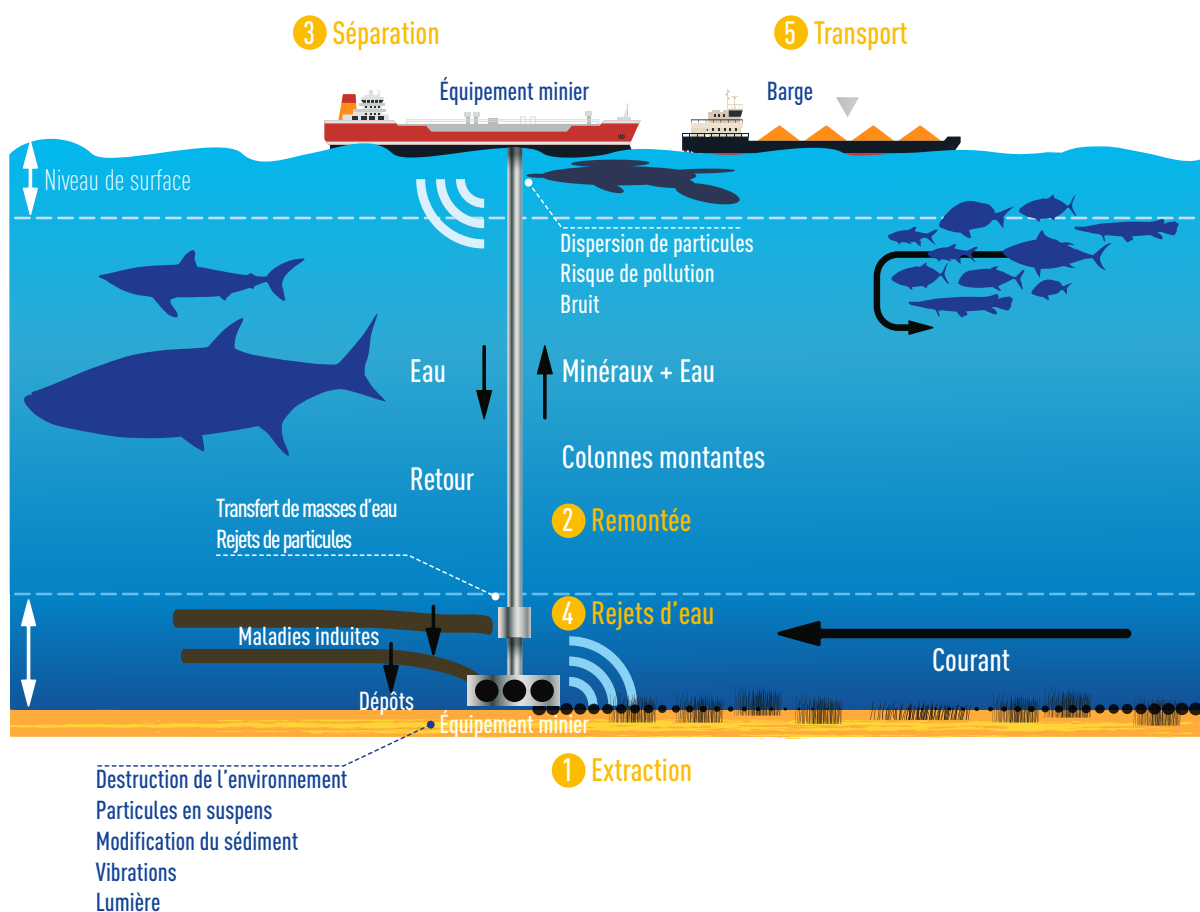 3 Séparation
5 Transport
Équipement minier
Barge
Niveau de surface
Dispersion de particules
Risque de pollution
Bruit
Eau
Minéraux + Eau
Colonnes montantes
Retour
Transfert de masses d'eau
Rejets de particules
2 Remontée
4 Rejets d'eau
Maladies induites
Courant
Dépôts
Équipement minier
1 Extraction
Destruction de l'environnement
Particules en suspens
Modification du sédiment
Vibrations
Lumière